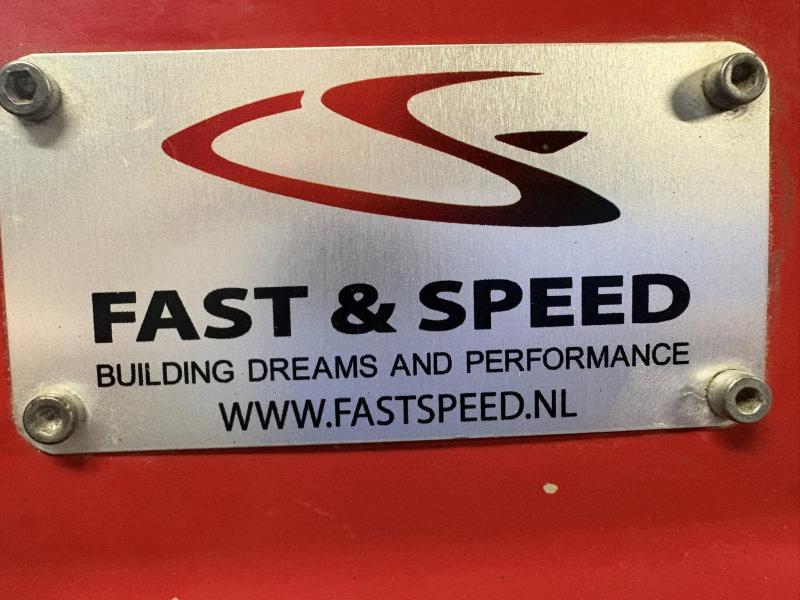 FAST & SPEED
BUILDING DREAMS AND PERFORMANCE
WWW.FASTSPEED.NL